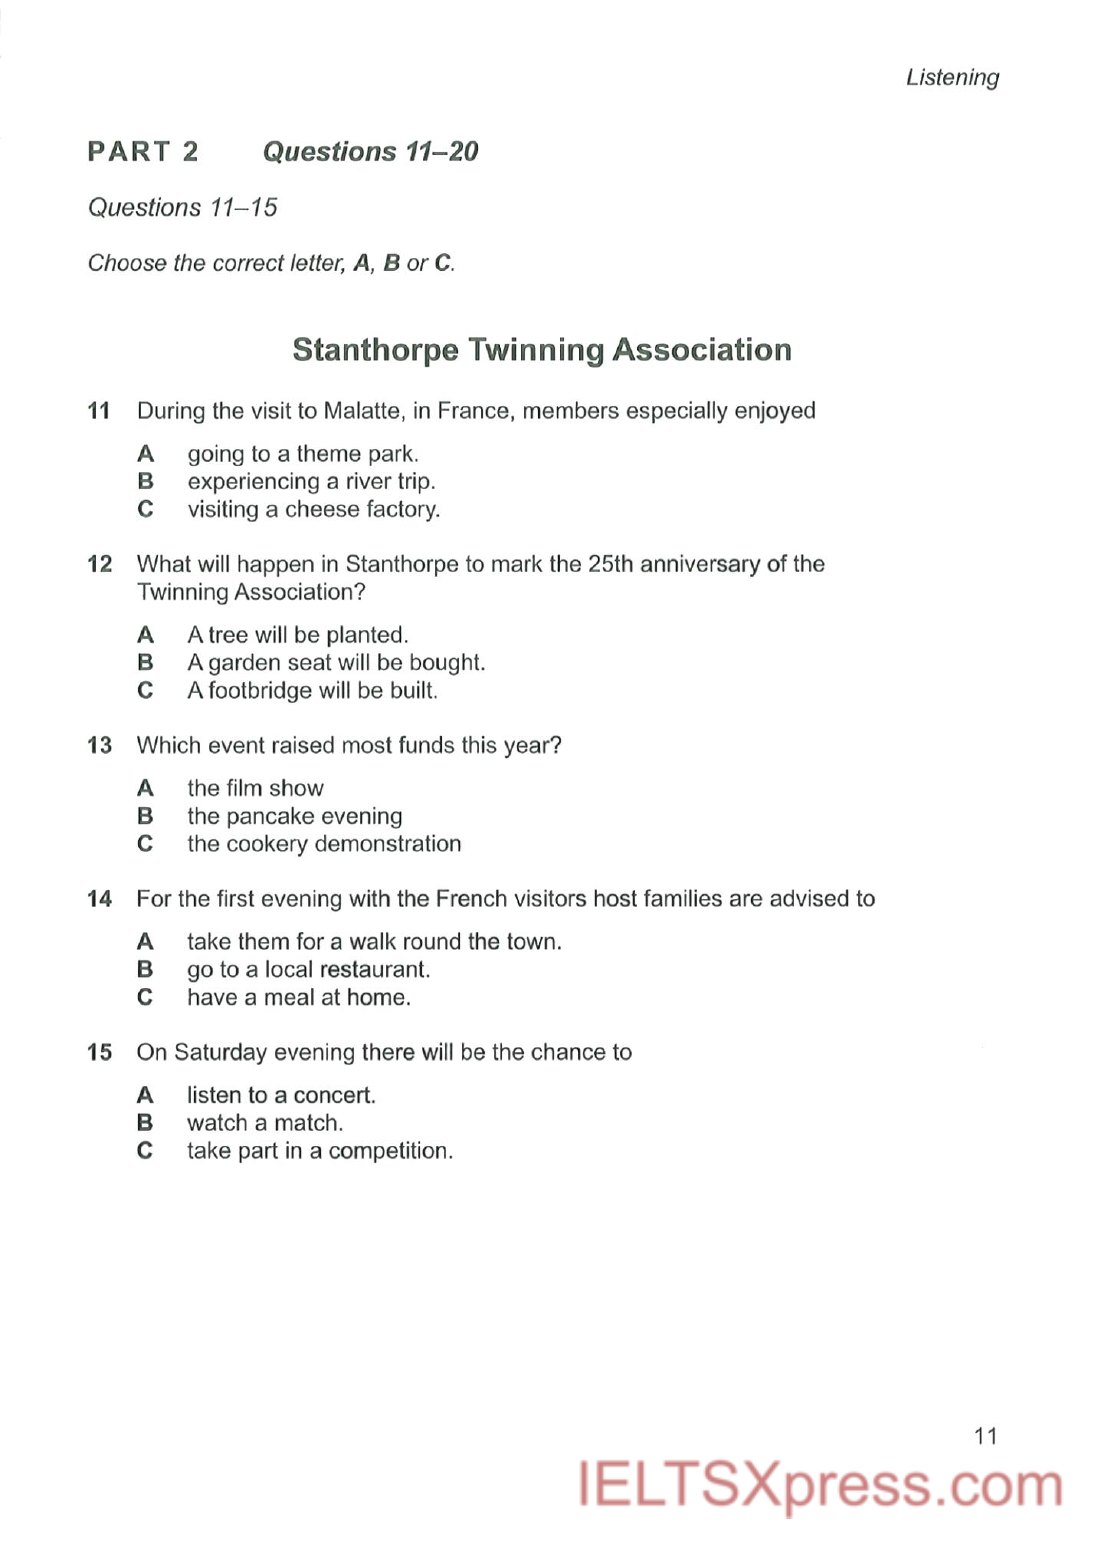 Listening
PART 2 Questions 11–20
Questions 11–15
Choose the correct letter, A, B or C.
Stanthorpe Twinning Association
11 During the visit to Malatte, in France, members especially enjoyed
A going to a theme park.
B experiencing a river trip.
C visiting a cheese factory.
12 What will happen in Stanthorpe to mark the 25th anniversary of the
Twinning Association?
A A tree will be planted.
B A garden seat will be bought.
C A footbridge will be built.
13 Which event raised most funds this year?
A the film show
B the pancake evening
C the cookery demonstration
14 For the first evening with the French visitors host families are advised to
A take them for a walk round the town.
B go to a local restaurant.
C have a meal at home.
15 On Saturday evening there will be the chance to
A listen to a concert.
B watch a match.
C take part in a competition.
11
IELTSXpress.com